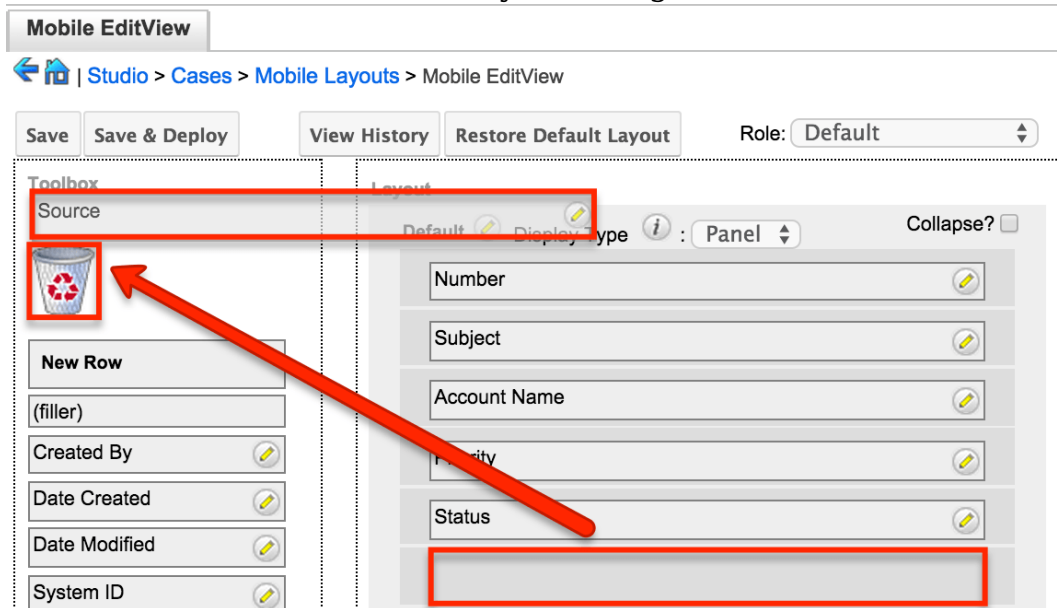 Mobile EditView
| Studio > Cases > Mobile Layouts > Mobile EditView
Save Save & Deploy View History Restore Default Layout Role: Default
Toolbox
Source
Layout
Default Display Type i : Panel Collapse?
Number
Subject
Account Name
Priority
Status
New Row
(filler)
Created By
Date Created
Date Modified
System ID